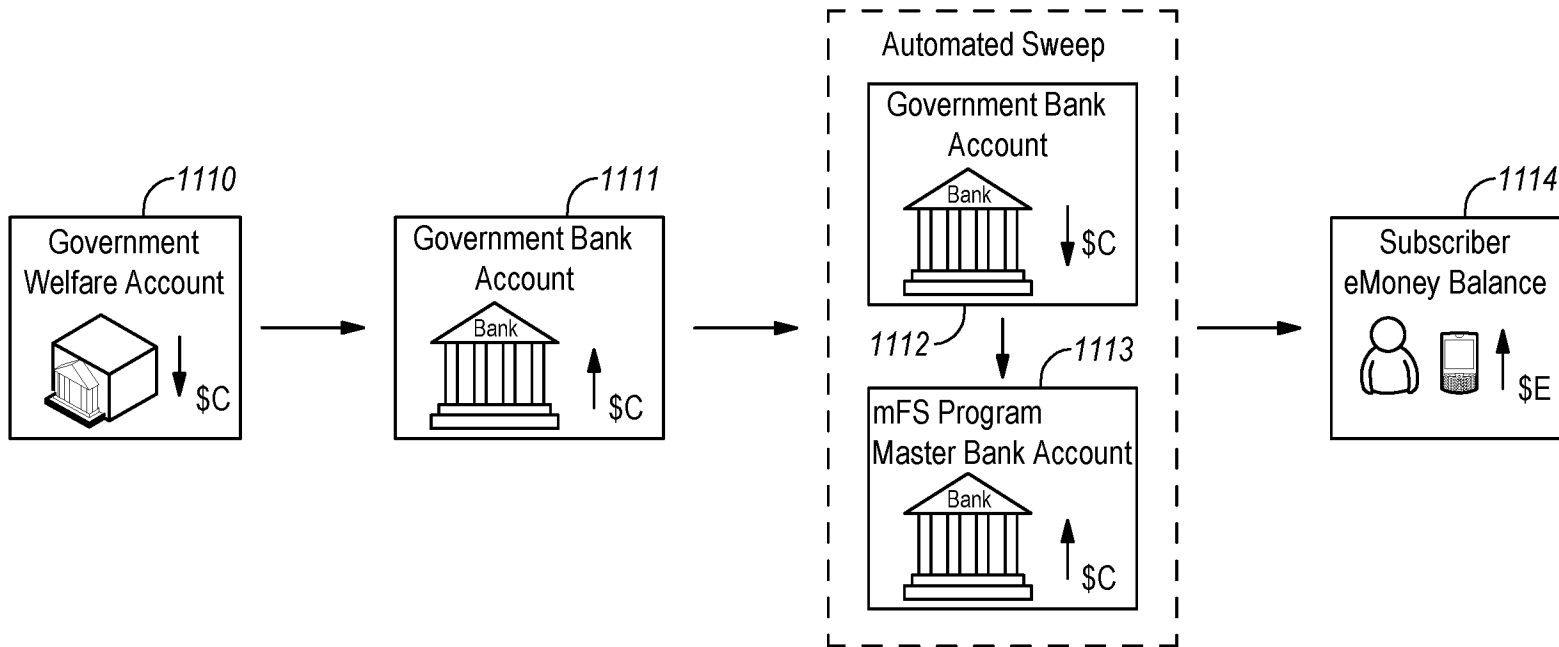 1110
Government
Welfare Account
$C
1111
Government Bank
Account
Bank
$C
Automated Sweep
Government Bank
Account
Bank
$C
1112
1113
mFS Program
Master Bank Account
Bank
$C
1114
Subscriber
eMoney Balance
$E